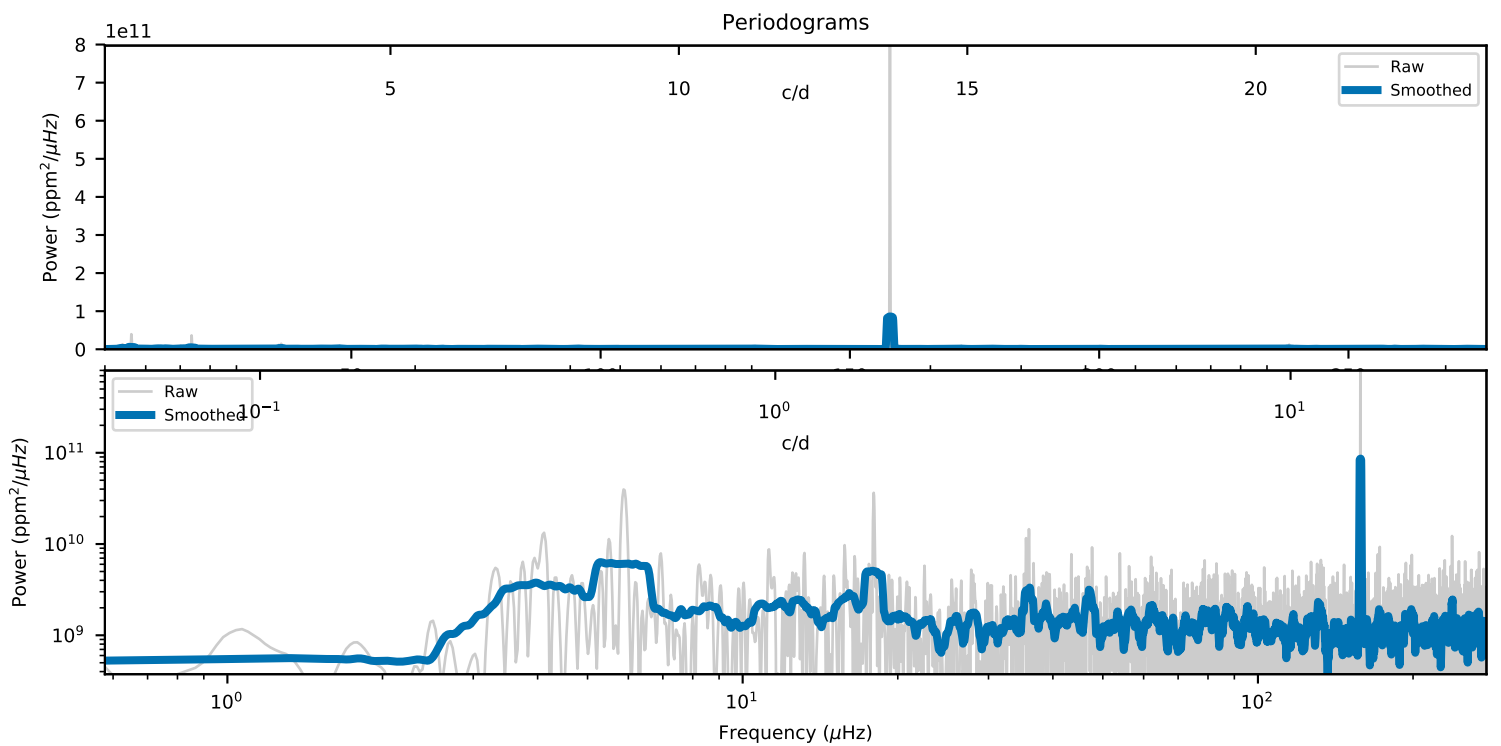 Periodograms
1e11
8
7
6
5
4
3
2
1
0
Power (ppm²/μHz)
5 10 15 20
c/d
Raw
Smoothed
Raw
Smoothed
10⁻¹ 10⁰ 10¹
c/d
10¹¹
10¹⁰
10⁹
Power (ppm²/μHz)
10⁰ 10¹ 10²
Frequency (μHz)